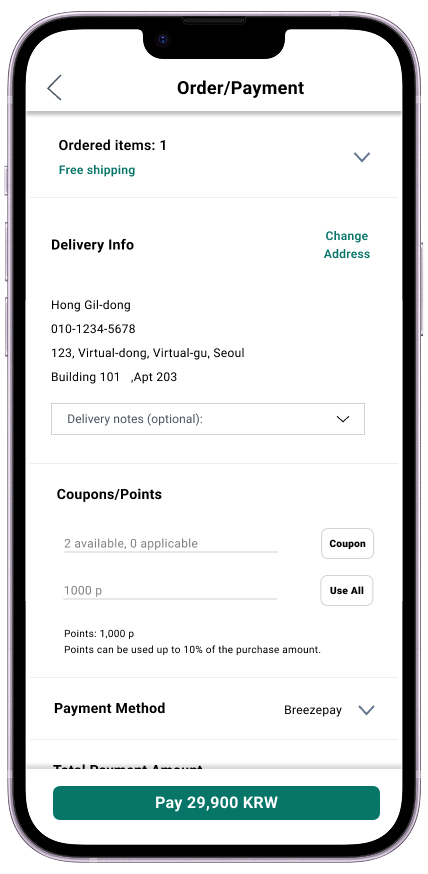 Order/Payment
Ordered items: 1
Free shipping
Delivery Info
Change
Address
Hong Gil-dong
010-1234-5678
123, Virtual-dong, Virtual-gu, Seoul
Building 101 ,Apt 203
Delivery notes (optional):
Coupons/Points
2 available, 0 applicable
Coupon
1000 p
Use All
Points: 1,000 p
Points can be used up to 10% of the purchase amount.
Payment Method
Breezepay
Total Payment Amount
Pay 29,900 KRW